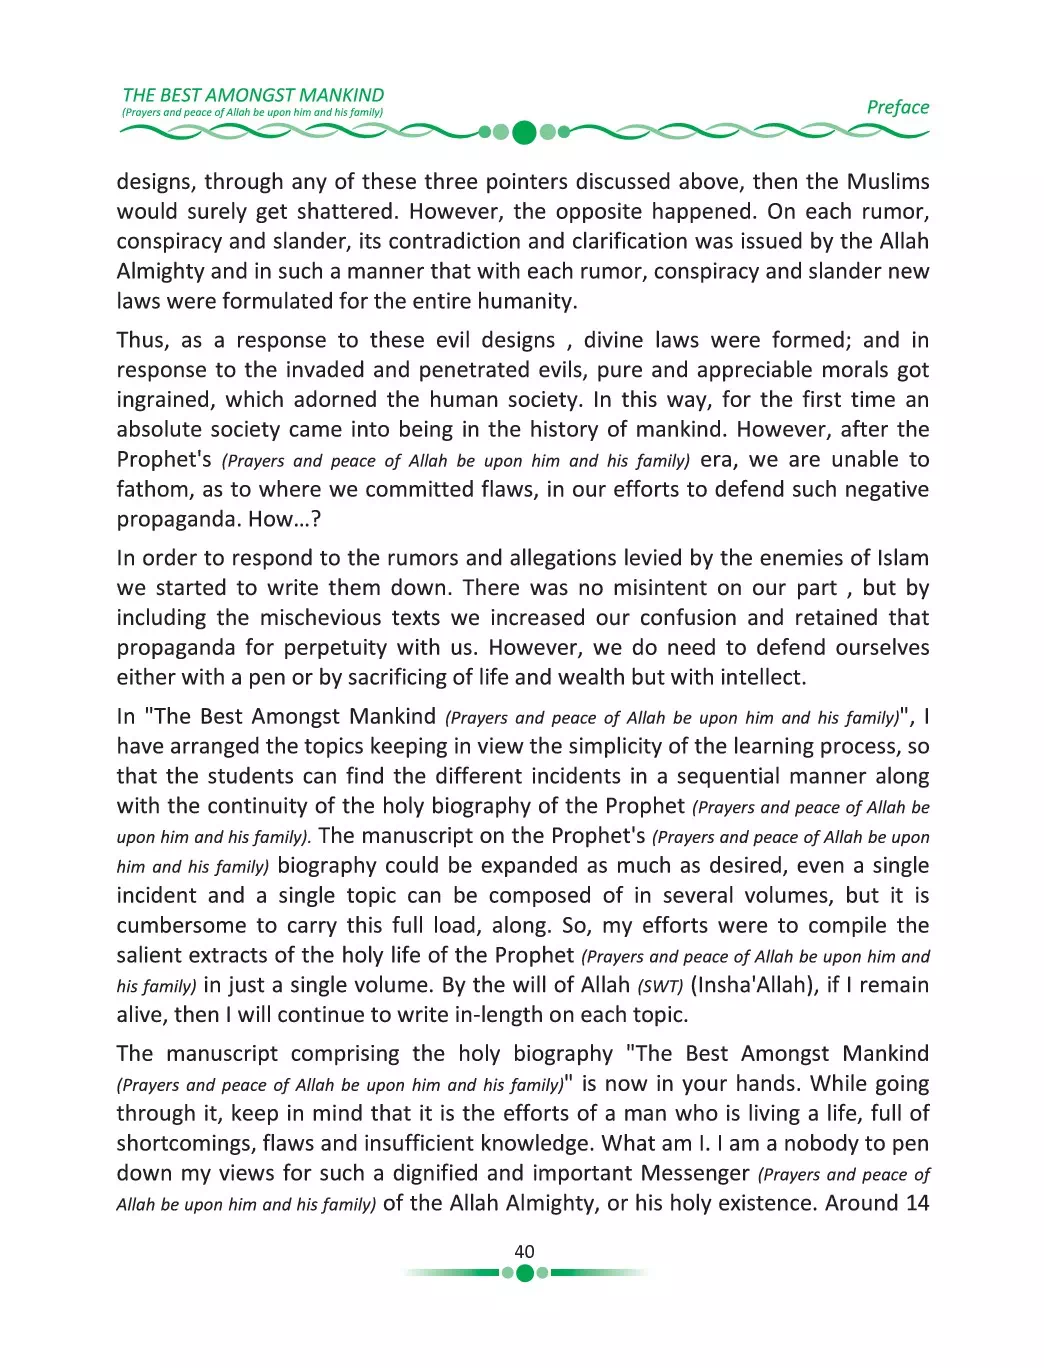 THE BEST AMONGST MANKIND
(Prayers and peace of Allah be upon him and his family)
Preface
designs, through any of these three pointers discussed above, then the Muslims
would surely get shattered. However, the opposite happened. On each rumor,
conspiracy and slander, its contradiction and clarification was issued by the Allah
Almighty and in such a manner that with each rumor, conspiracy and slander new
laws were formulated for the entire humanity.
Thus, as a response to these evil designs , divine laws were formed; and in
response to the invaded and penetrated evils, pure and appreciable morals got
ingrained, which adorned the human society. In this way, for the first time an
absolute society came into being in the history of mankind. However, after the
Prophet's (Prayers and peace of Allah be upon him and his family) era, we are unable to
fathom, as to where we committed flaws, in our efforts to defend such negative
propaganda. How...?
In order to respond to the rumors and allegations levied by the enemies of Islam
we started to write them down. There was no misintent on our part , but by
including the mischevious texts we increased our confusion and retained that
propaganda for perpetuity with us. However, we do need to defend ourselves
either with a pen or by sacrificing of life and wealth but with intellect.
In "The Best Amongst Mankind (Prayers and peace of Allah be upon him and his family)", I
have arranged the topics keeping in view the simplicity of the learning process, so
that the students can find the different incidents in a sequential manner along
with the continuity of the holy biography of the Prophet (Prayers and peace of Allah be
upon him and his family). The manuscript on the Prophet's (Prayers and peace of Allah be upon
him and his family) biography could be expanded as much as desired, even a single
incident and a single topic can be composed of in several volumes, but it is
cumbersome to carry this full load, along. So, my efforts were to compile the
salient extracts of the holy life of the Prophet (Prayers and peace of Allah be upon him and
his family) in just a single volume. By the will of Allah (SWT) (Insha'Allah), if I remain
alive, then I will continue to write in-length on each topic.
The manuscript comprising the holy biography "The Best Amongst Mankind
(Prayers and peace of Allah be upon him and his family)" is now in your hands. While going
through it, keep in mind that it is the efforts of a man who is living a life, full of
shortcomings, flaws and insufficient knowledge. What am I. I am a nobody to pen
down my views for such a dignified and important Messenger (Prayers and peace of
Allah be upon him and his family) of the Allah Almighty, or his holy existence. Around 14
40